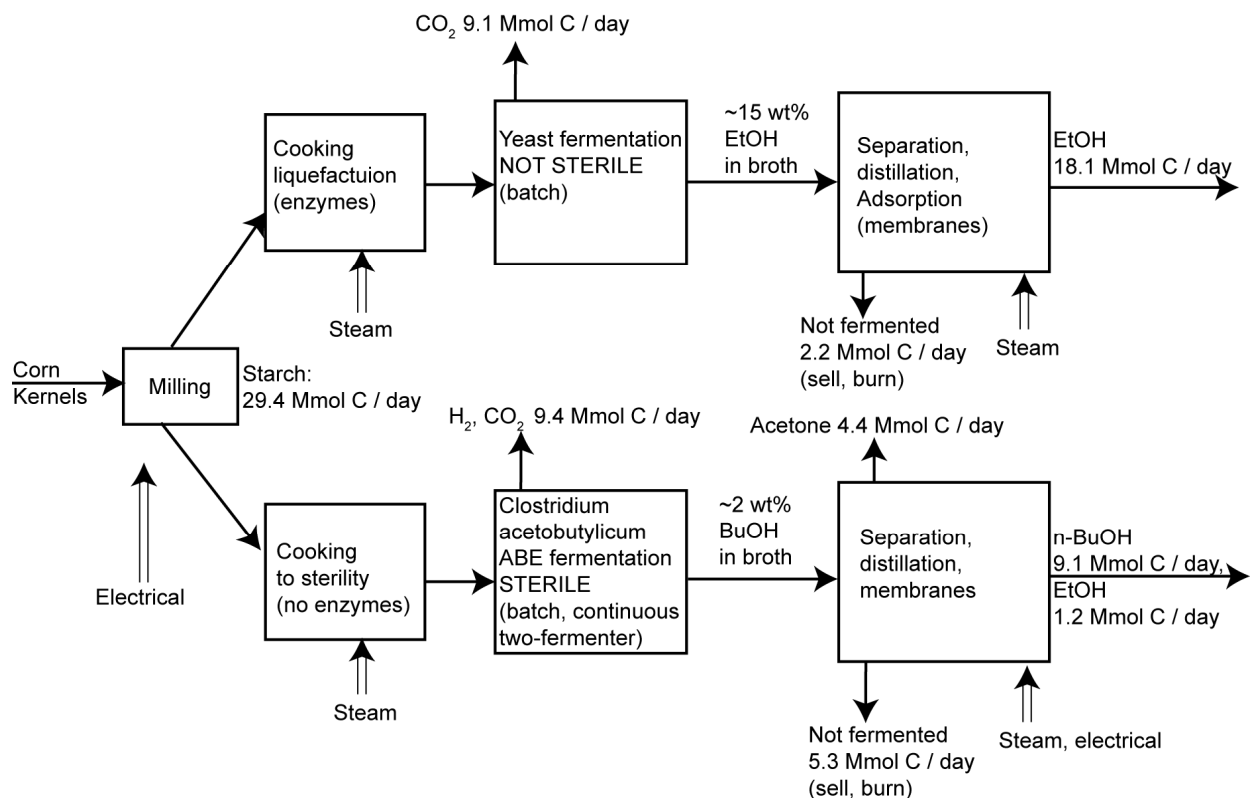 CO₂ 9.1 Mmol C / day
Cooking
liquefactuion
(enzymes)
Steam
Yeast fermentation
NOT STERILE
(batch)
~15 wt%
EtOH
in broth
Separation,
distillation,
Adsorption
(membranes)
EtOH
18.1 Mmol C / day
Not fermented
2.2 Mmol C / day
(sell, burn)
Steam
Corn
Kernels
Milling
Starch:
29.4 Mmol C / day
Electrical
H₂, CO₂ 9.4 Mmol C / day
Cooking
to sterility
(no enzymes)
Steam
Clostridium
acetobutylicum
ABE fermentation
STERILE
(batch, continuous
two-fermenter)
~2 wt%
BuOH
in broth
Acetone 4.4 Mmol C / day
Separation,
distillation,
membranes
n-BuOH
9.1 Mmol C / day,
EtOH
1.2 Mmol C / day
Not fermented
5.3 Mmol C / day
(sell, burn)
Steam, electrical